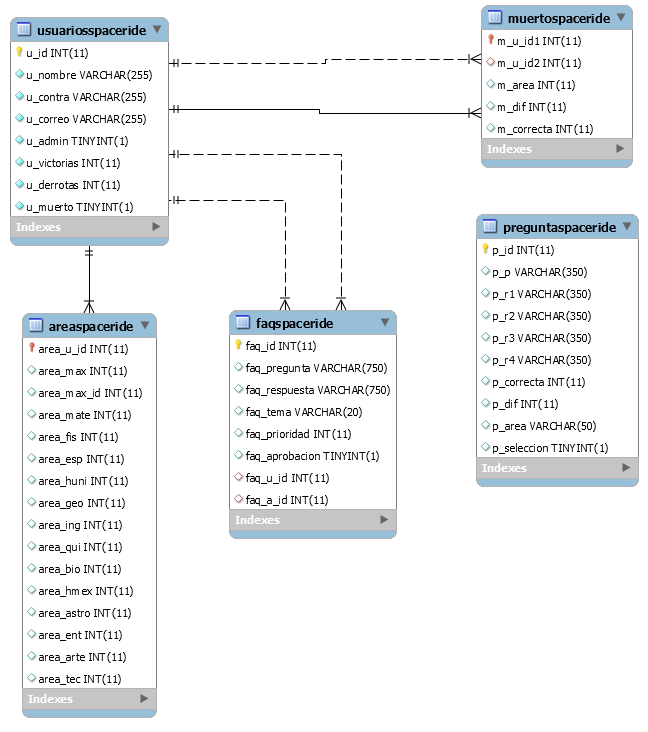 usuariosspaceride
u_id INT(11)
u_nombre VARCHAR(255)
u_contra VARCHAR(255)
u_correo VARCHAR(255)
u_admin TINYINT(1)
u_victorias INT(11)
u_derrotas INT(11)
u_muerto TINYINT(1)
Indexes
muertospaceride
m_u_id1 INT(11)
m_u_id2 INT(11)
m_area INT(11)
m_dif INT(11)
m_correcta INT(11)
Indexes
preguntaspaceride
p_id INT(11)
p_p VARCHAR(350)
p_r1 VARCHAR(350)
p_r2 VARCHAR(350)
p_r3 VARCHAR(350)
p_r4 VARCHAR(350)
p_correcta INT(11)
p_dif INT(11)
p_area VARCHAR(50)
p_seleccion TINYINT(1)
Indexes
areaspaceride
area_u_id INT(11)
area_max INT(11)
area_max_id INT(11)
area_mate INT(11)
area_fis INT(11)
area_esp INT(11)
area_huni INT(11)
area_geo INT(11)
area_ing INT(11)
area_qui INT(11)
area_bio INT(11)
area_hmex INT(11)
area_astro INT(11)
area_ent INT(11)
area_arte INT(11)
area_tec INT(11)
Indexes
faqspaceride
faq_id INT(11)
faq_pregunta VARCHAR(750)
faq_respuesta VARCHAR(750)
faq_tema VARCHAR(20)
faq_prioridad INT(11)
faq_aprobacion TINYINT(1)
faq_u_id INT(11)
faq_a_id INT(11)
Indexes